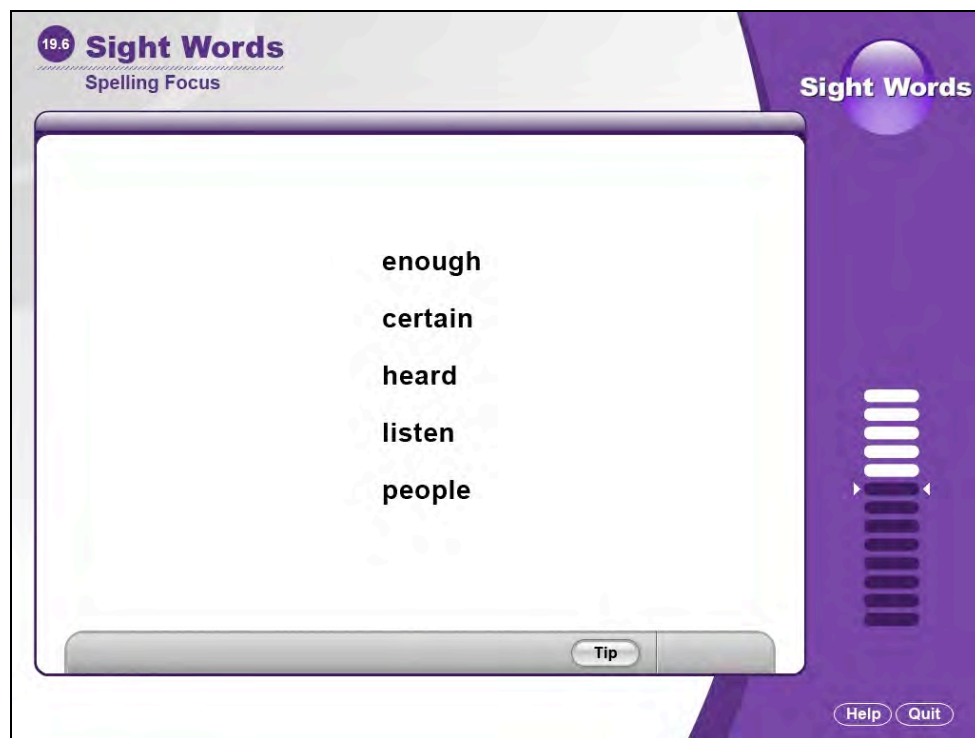 19.6 Sight Words
Spelling Focus
Sight Words
enough
certain
heard
listen
people
Tip
Help Quit